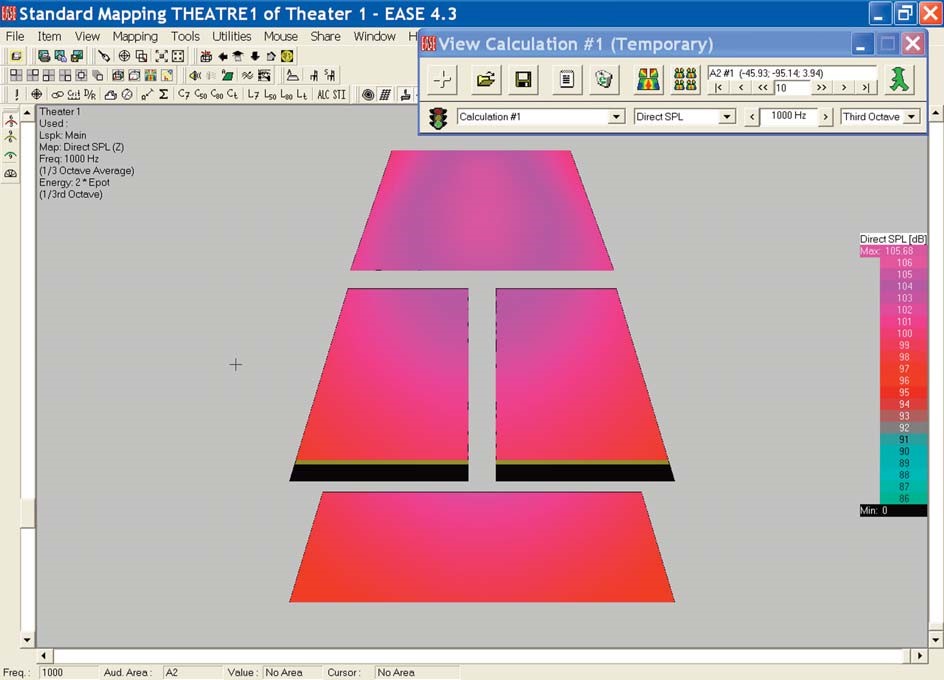 Standard Mapping THEATRE1 of Theater 1 - EASE 4.3
File Item View Mapping Tools Utilities Mouse Share Window H
EASE View Calculation #1 (Temporary)
A2 #1 (-45.93; -95.14; 3.94)
|< < << 10 >> > >|
Calculation #1 Direct SPL < 1000 Hz > Third Octave
! D/R Σ C7 C50 C80 Ct L7 L50 L80 Lt ALC STI
Theater 1
Used :
Lspk: Main
Map: Direct SPL (Z)
Freq: 1000 Hz
(1/3 Octave Average)
Energy: 2 * Epot
(1/3rd Octave)
Direct SPL [dB]
Max: 105.68
106
105
104
103
102
101
100
99
98
97
96
95
94
93
92
91
90
89
88
87
86
Min: 0
Freq.: 1000 Aud. Area: A2 Value: No Area Cursor: No Area